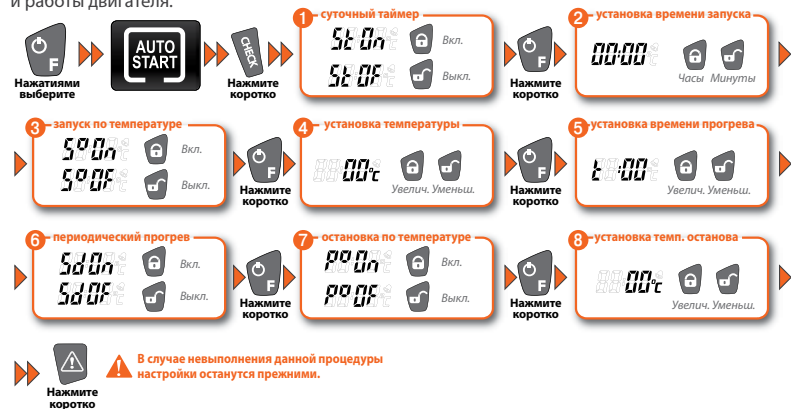 и работы двигателя.
F
Нажатиями
выберите
AUTO
START
CHECK
Нажмите
коротко
1 суточный таймер
St On Вкл.
St OF Выкл.
F
Нажмите
коротко
2 установка времени запуска
00:00
Часы Минуты
3 запуск по температуре
S° On Вкл.
S° OF Выкл.
F
Нажмите
коротко
4 установка температуры
00°c
Увелич. Уменьш.
F
Нажмите
коротко
5 установка времени прогрева
t :00
Увелич. Уменьш.
6 периодический прогрев
Sd On Вкл.
Sd OF Выкл.
F
Нажмите
коротко
7 остановка по температуре
P° On Вкл.
P° OF Выкл.
F
Нажмите
коротко
8 установка темп. останова
00°c
Увелич. Уменьш.
Нажмите
коротко
В случае невыполнения данной процедуры
настройки останутся прежними.